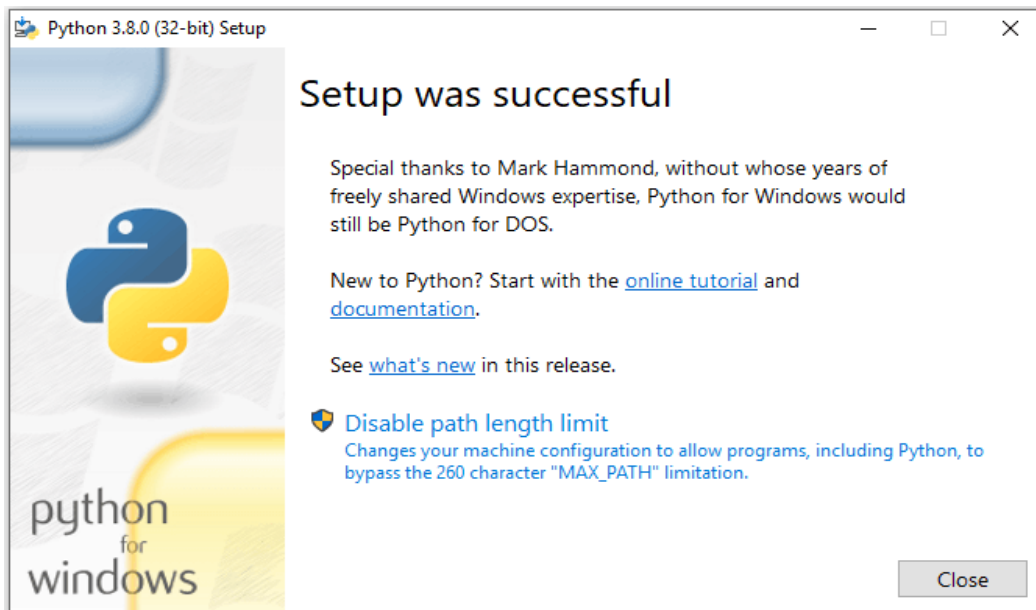 Python 3.8.0 (32-bit) Setup
Setup was successful
Special thanks to Mark Hammond, without whose years of
freely shared Windows expertise, Python for Windows would
still be Python for DOS.
New to Python? Start with the online tutorial and
documentation.
See what's new in this release.
Disable path length limit
Changes your machine configuration to allow programs, including Python, to
bypass the 260 character "MAX_PATH" limitation.
python
for
windows
Close